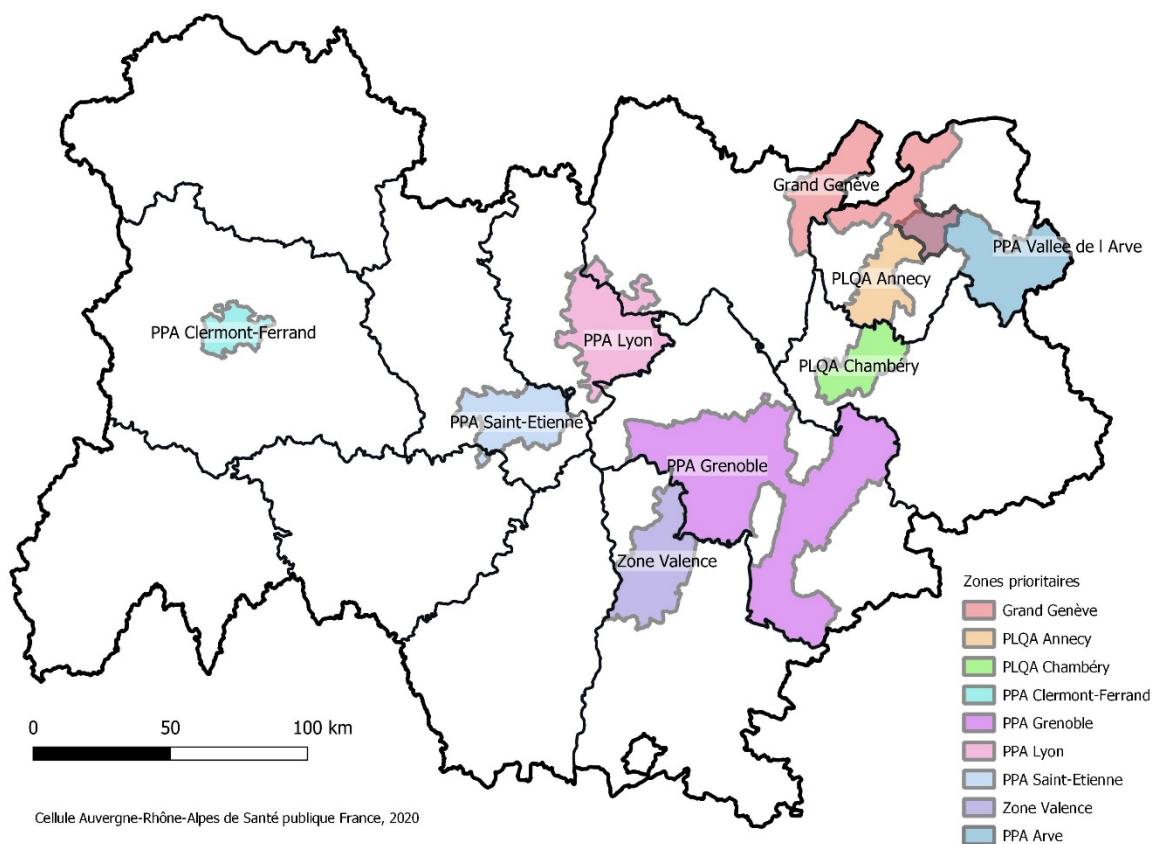 Grand Genève
PPA Vallee de l Arve
PLQA Annecy
PPA Clermont-Ferrand
PPA Lyon
PLQA Chambéry
PPA Saint-Etienne
PPA Grenoble
Zone Valence
Zones prioritaires
Grand Genève
PLQA Annecy
PLQA Chambéry
PPA Clermont-Ferrand
PPA Grenoble
PPA Lyon
PPA Saint-Etienne
Zone Valence
PPA Arve
0 50 100 km
Cellule Auvergne-Rhône-Alpes de Santé publique France, 2020